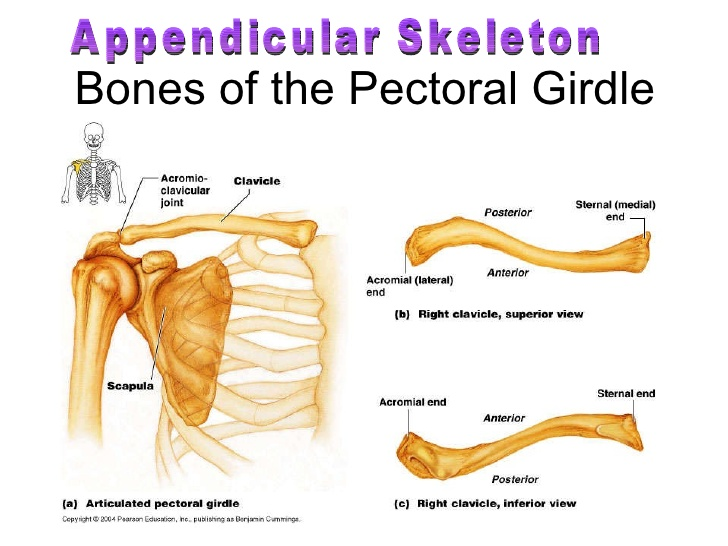 Appendicular Skeleton
Bones of the Pectoral Girdle
Acromio-
clavicular
joint
Clavicle
Scapula
(a) Articulated pectoral girdle
Copyright © 2004 Pearson Education, Inc., publishing as Benjamin Cummings.
Posterior
Sternal (medial)
end
Anterior
Acromial (lateral)
end
(b) Right clavicle, superior view
Sternal end
Acromial end
Anterior
Posterior
(c) Right clavicle, inferior view